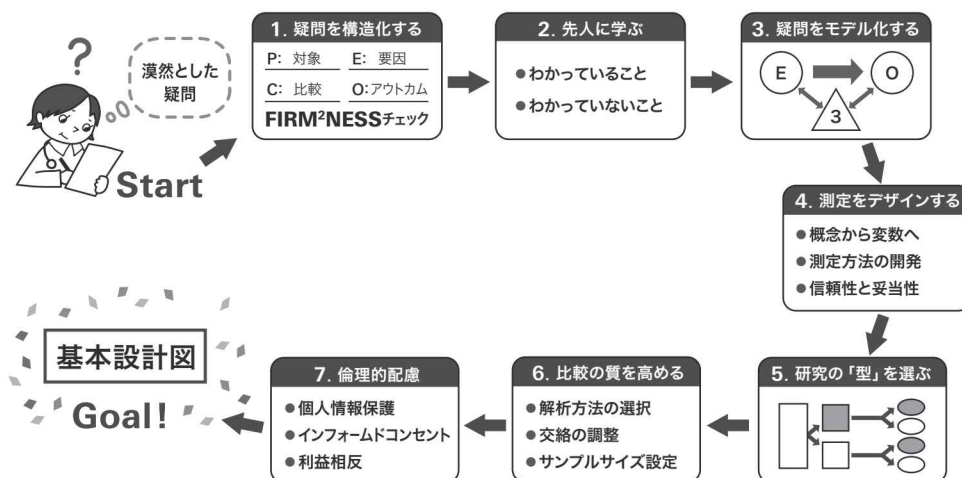 ?
漠然とした
疑問
Start
1. 疑問を構造化する
P: 対象 E: 要因
C: 比較 O:アウトカム
FIRM²NESSチェック
2. 先人に学ぶ
●わかっていること
●わかっていないこと
3. 疑問をモデル化する
E O
3
4. 測定をデザインする
●概念から変数へ
●測定方法の開発
●信頼性と妥当性
5. 研究の「型」を選ぶ
6. 比較の質を高める
●解析方法の選択
●交絡の調整
●サンプルサイズ設定
7. 倫理的配慮
●個人情報保護
●インフォームドコンセント
●利益相反
基本設計図
Goal!